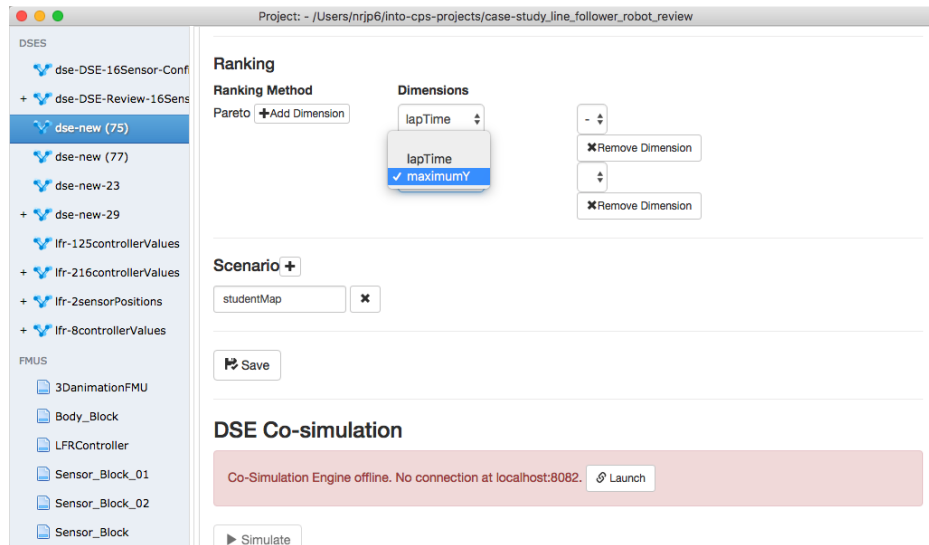 Project: - /Users/nrjp6/into-cps-projects/case-study_line_follower_robot_review
DSES
dse-DSE-16Sensor-Confi
+ dse-DSE-Review-16Sens
dse-new (75)
dse-new (77)
dse-new-23
+ dse-new-29
lfr-125controllerValues
+ lfr-216controllerValues
+ lfr-2sensorPositions
+ lfr-8controllerValues
FMUS
3DanimationFMU
Body_Block
LFRController
Sensor_Block_01
Sensor_Block_02
Sensor_Block
Ranking
Ranking Method Dimensions
Pareto +Add Dimension lapTime -
✖Remove Dimension
lapTime
✓ maximumY
✖Remove Dimension
Scenario +
studentMap ✖
Save
DSE Co-simulation
Co-Simulation Engine offline. No connection at localhost:8082. Launch
Simulate